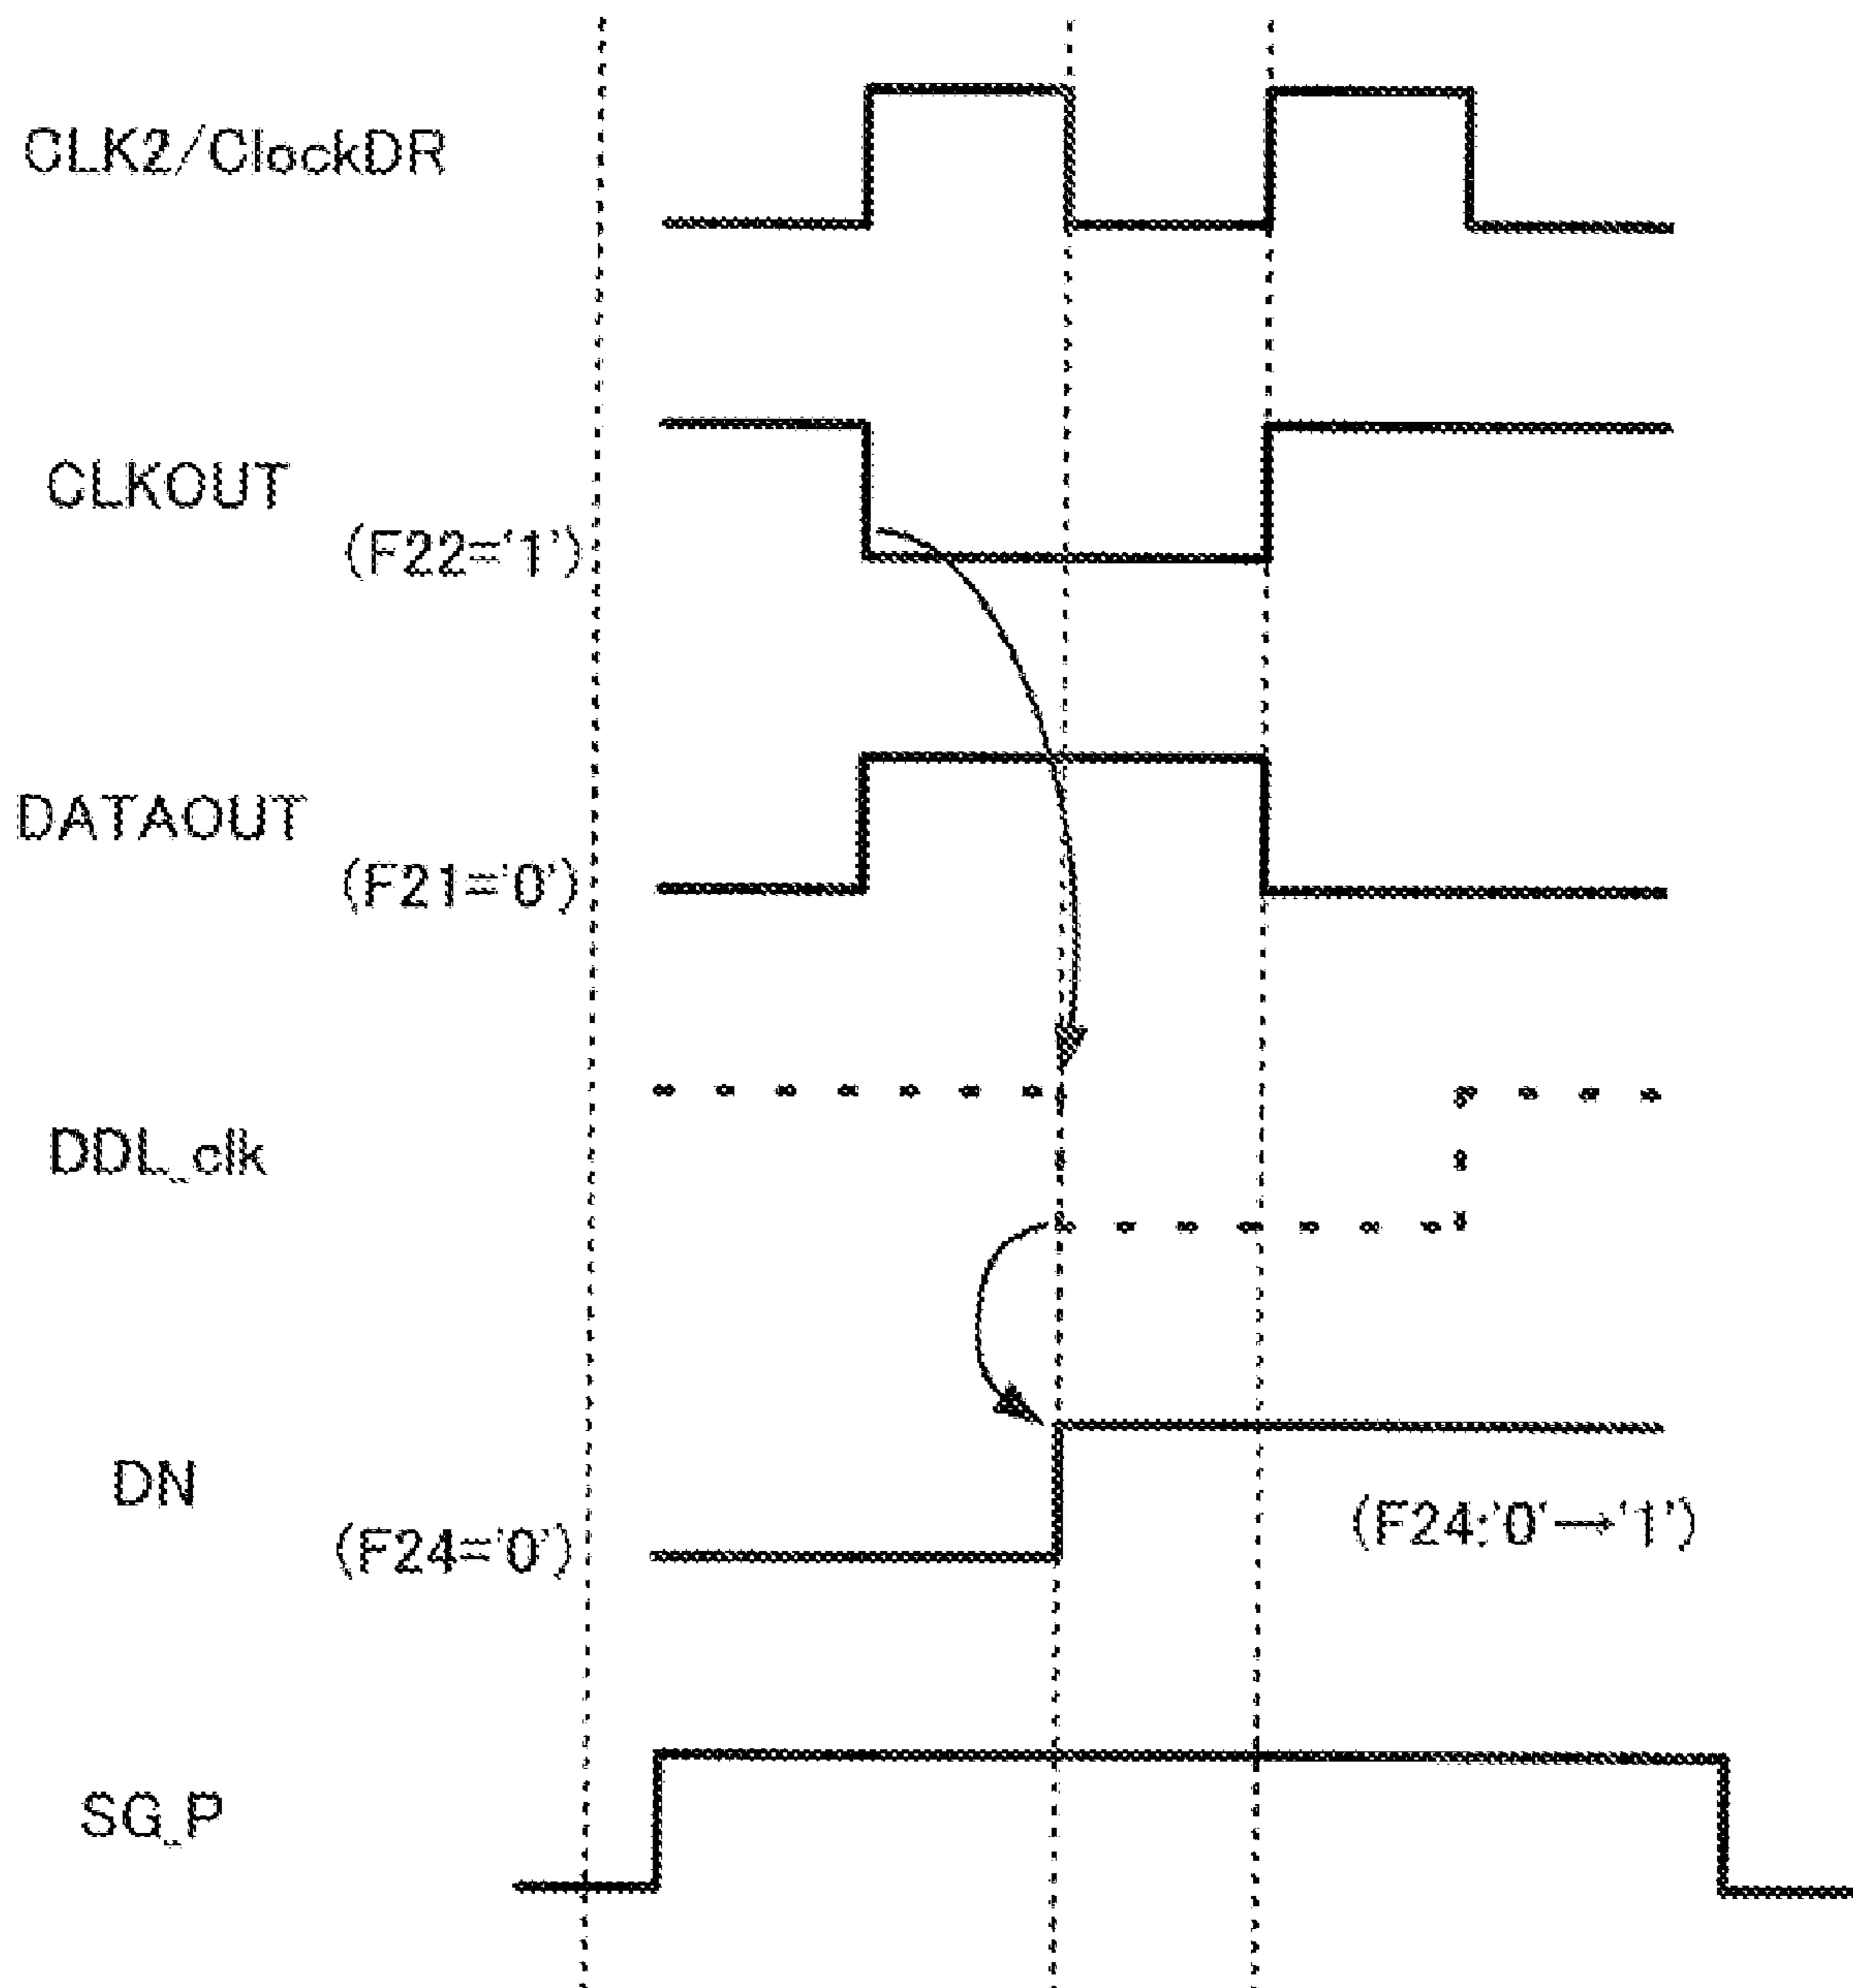 CLK2/ClockDR
CLKOUT
(F22='1')
DATAOUT
(F21='0')
DDL_clk
DN
(F24='0')
(F24:'0'→'1')
SG_P